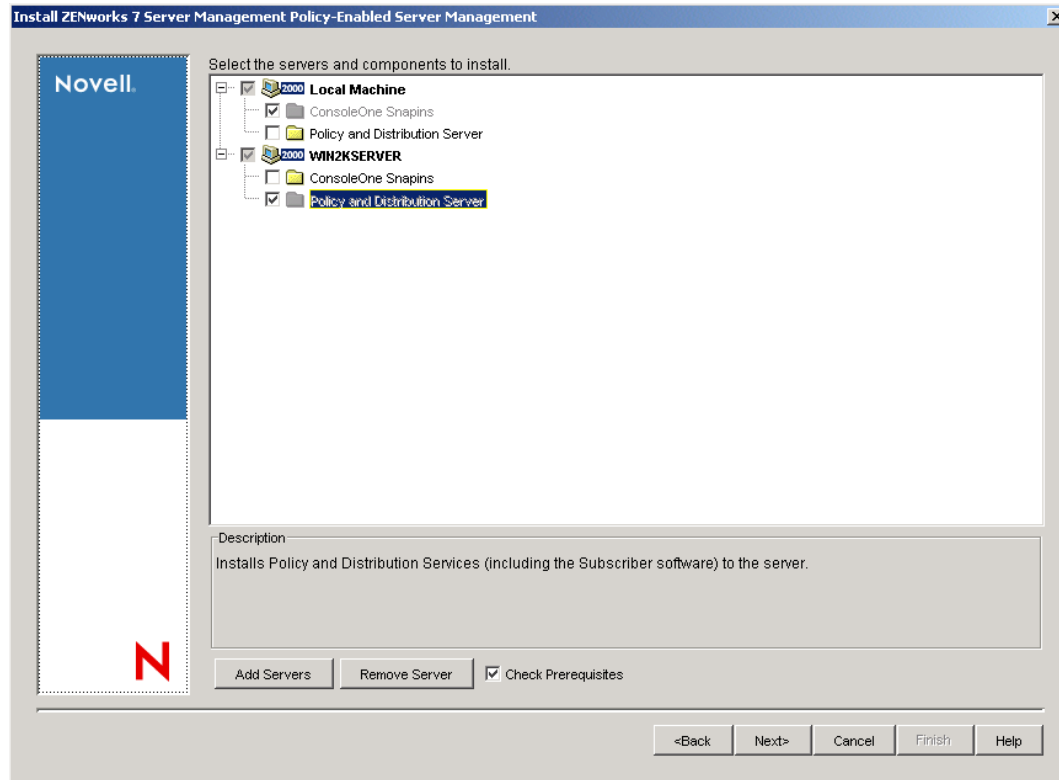 Install ZENworks 7 Server Management Policy-Enabled Server Management
Novell.
Select the servers and components to install.
2000 Local Machine
ConsoleOne Snapins
Policy and Distribution Server
2000 WIN2KSERVER
ConsoleOne Snapins
Policy and Distribution Server
Description
Installs Policy and Distribution Services (including the Subscriber software) to the server.
N
Add Servers Remove Server Check Prerequisites
<Back Next> Cancel Finish Help